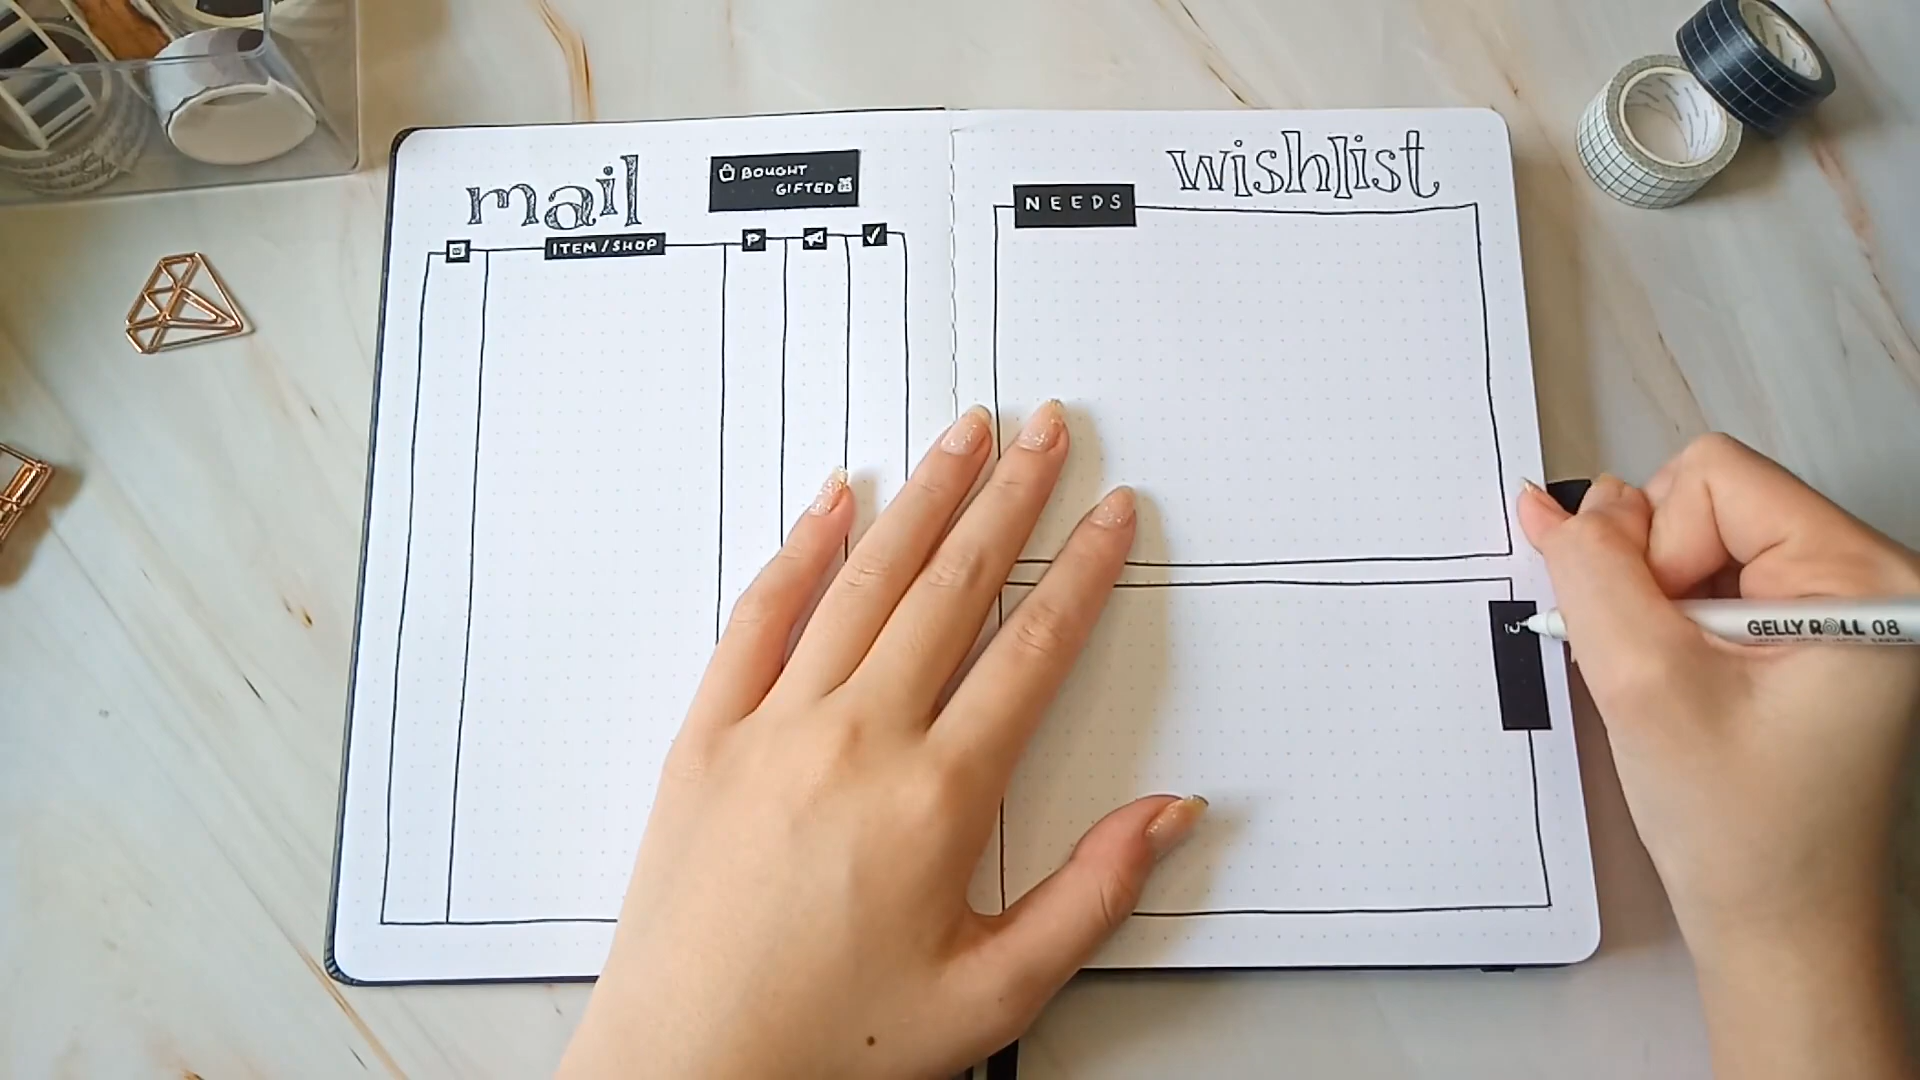 mail
BOUGHT
GIFTED
ITEM/SHOP
P
wishlist
NEEDS
GELLY ROLL 08